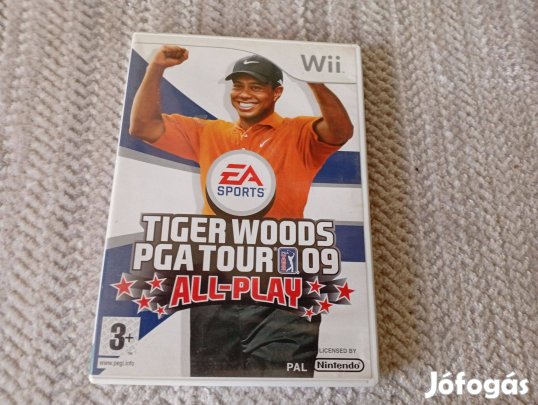 Wii
EA
SPORTS
TIGER WOODS
PGA TOUR 09
ALL-PLAY
3+
www.pegi.info
PAL
LICENSED BY
Nintendo
Jófogás